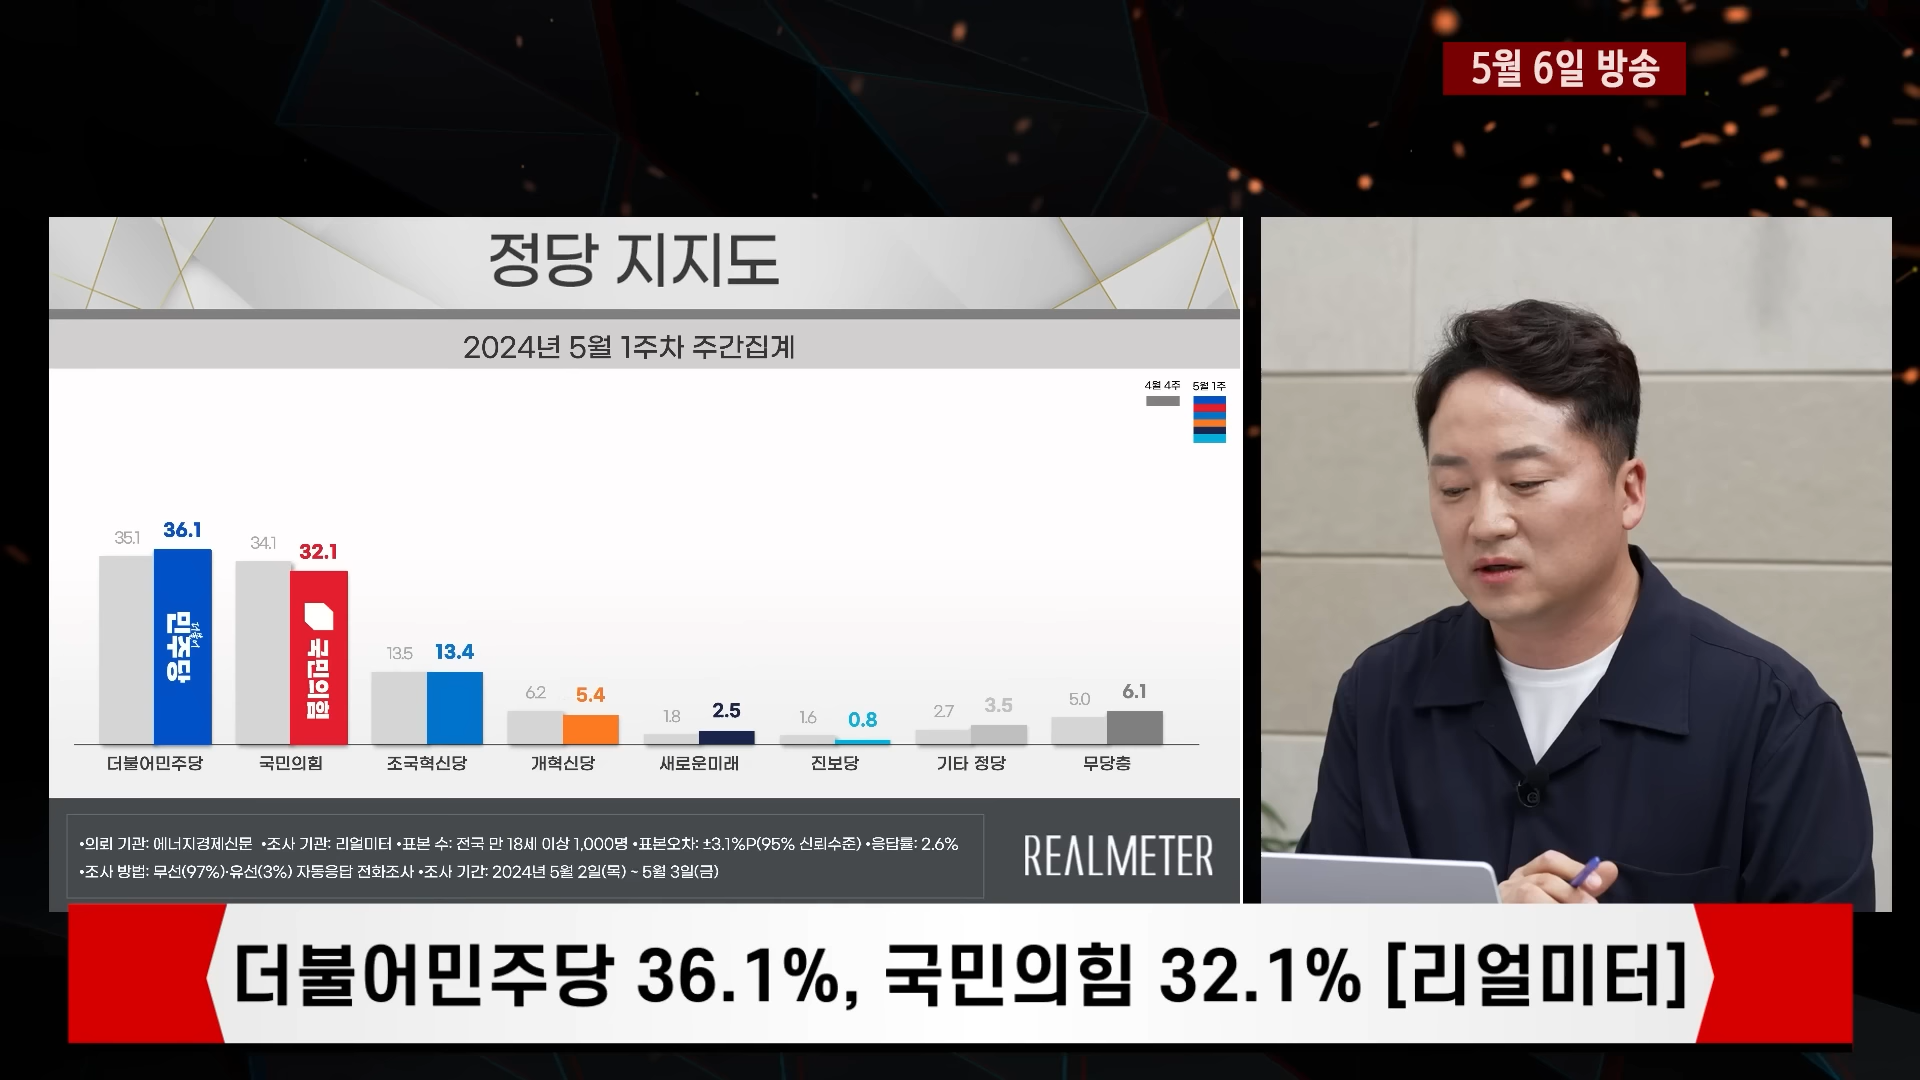 5월 6일 방송
정당 지지도
2024년 5월 1주차 주간집계
4월 4주 5월 1주
35.1 36.1 34.1 32.1 13.5 13.4 6.2 5.4 1.8 2.5 1.6 0.8 2.7 3.5 5.0 6.1
더불어민주당
국민의힘
더불어민주당 국민의힘 조국혁신당 개혁신당 새로운미래 진보당 기타 정당 무당층
•의뢰 기관: 에너지경제신문 •조사 기관: 리얼미터 •표본 수: 전국 만 18세 이상 1,000명 •표본오차: ±3.1%P(95% 신뢰수준) •응답률: 2.6%
•조사 방법: 무선(97%)·유선(3%) 자동응답 전화조사 •조사 기간: 2024년 5월 2일(목) ~ 5월 3일(금)
REALMETER
더불어민주당 36.1%, 국민의힘 32.1% [리얼미터]